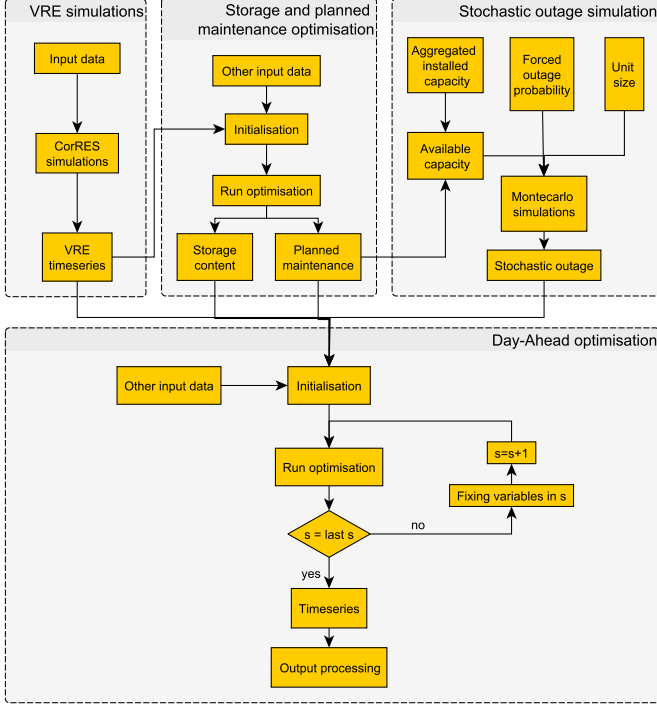 VRE simulations
Input data
CorRES
simulations
VRE
timeseries
Storage and planned
maintenance optimisation
Other input data
Initialisation
Run optimisation
Storage
content
Planned
maintenance
Stochastic outage simulation
Aggregated
installed
capacity
Forced
outage
probability
Unit
size
Available
capacity
Montecarlo
simulations
Stochastic outage
Day-Ahead optimisation
Other input data
Initialisation
Run optimisation
s=s+1
Fixing variables in s
s = last s
no
yes
Timeseries
Output processing